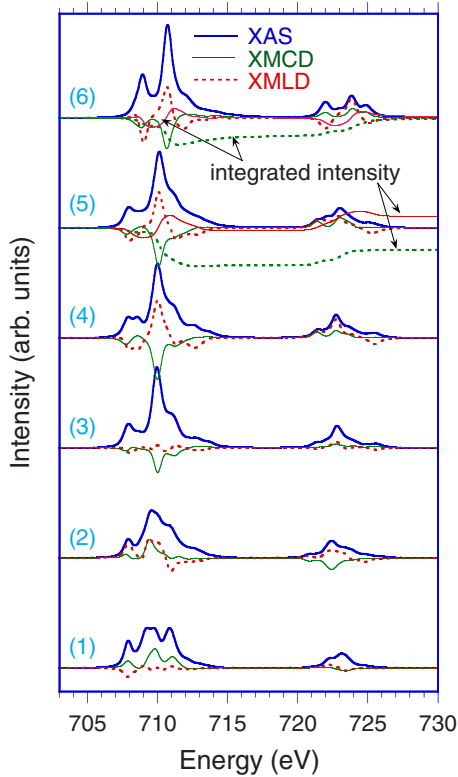 XAS
XMCD
XMLD
(6)
integrated intensity
(5)
(4)
(3)
(2)
(1)
Intensity (arb. units)
705 710 715 720 725 730
Energy (eV)